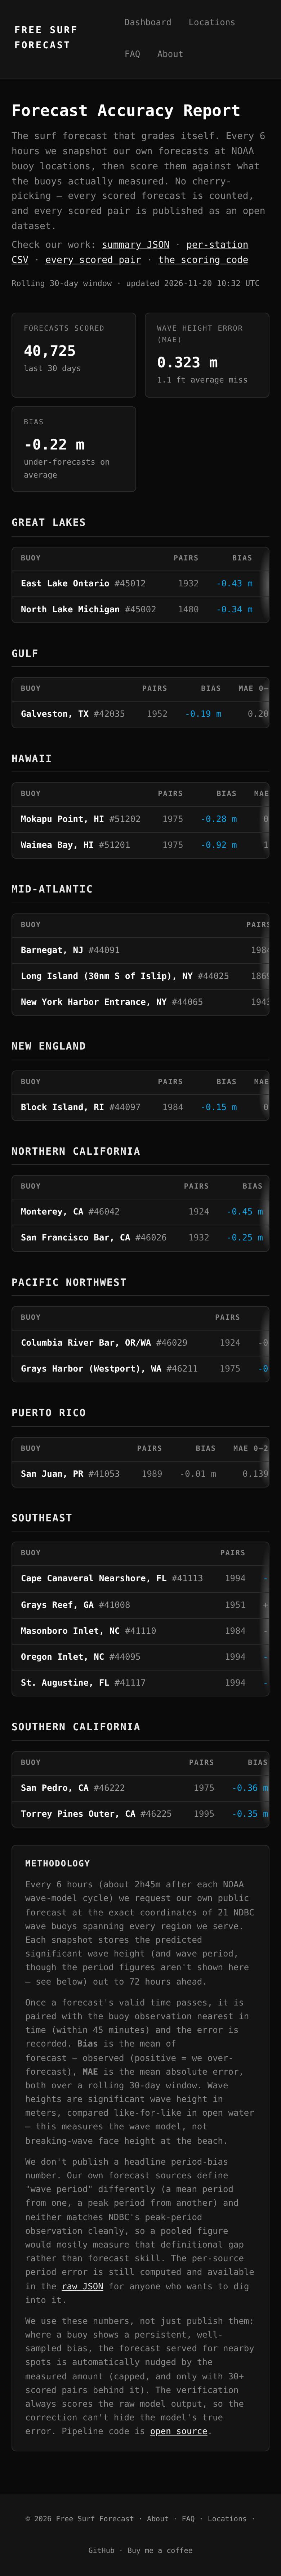 FREE SURF
FORECAST
Dashboard Locations
FAQ About
Forecast Accuracy Report
The surf forecast that grades itself. Every 6
hours we snapshot our own forecasts at NOAA
buoy locations, then score them against what
the buoys actually measured. No cherry-
picking — every scored forecast is counted,
and every scored pair is published as an open
dataset.
Check our work: summary JSON · per-station
CSV · every scored pair · the scoring code
Rolling 30-day window · updated 2026-11-20 10:32 UTC
FORECASTS SCORED
40,725
last 30 days
WAVE HEIGHT ERROR
(MAE)
0.323 m
1.1 ft average miss
BIAS
-0.22 m
under-forecasts on
average
GREAT LAKES
BUOY PAIRS BIAS
East Lake Ontario #45012 1932 -0.43 m
North Lake Michigan #45002 1480 -0.34 m
GULF
BUOY PAIRS BIAS MAE 0–
Galveston, TX #42035 1952 -0.19 m 0.20
HAWAII
BUOY PAIRS BIAS MAE
Mokapu Point, HI #51202 1975 -0.28 m 0
Waimea Bay, HI #51201 1975 -0.92 m 1
MID-ATLANTIC
BUOY PAIRS
Barnegat, NJ #44091 1984
Long Island (30nm S of Islip), NY #44025 1869
New York Harbor Entrance, NY #44065 1943
NEW ENGLAND
BUOY PAIRS BIAS MAE
Block Island, RI #44097 1984 -0.15 m 0
NORTHERN CALIFORNIA
BUOY PAIRS BIAS
Monterey, CA #46042 1924 -0.45 m
San Francisco Bar, CA #46026 1932 -0.25 m
PACIFIC NORTHWEST
BUOY PAIRS
Columbia River Bar, OR/WA #46029 1924 -0
Grays Harbor (Westport), WA #46211 1975 -0
PUERTO RICO
BUOY PAIRS BIAS MAE 0–2
San Juan, PR #41053 1989 -0.01 m 0.139
SOUTHEAST
BUOY PAIRS
Cape Canaveral Nearshore, FL #41113 1994 -
Grays Reef, GA #41008 1951 +
Masonboro Inlet, NC #41110 1984 -
Oregon Inlet, NC #44095 1994 -
St. Augustine, FL #41117 1994 -
SOUTHERN CALIFORNIA
BUOY PAIRS BIAS
San Pedro, CA #46222 1975 -0.36 m
Torrey Pines Outer, CA #46225 1995 -0.35 m
METHODOLOGY
Every 6 hours (about 2h45m after each NOAA
wave-model cycle) we request our own public
forecast at the exact coordinates of 21 NDBC
wave buoys spanning every region we serve.
Each snapshot stores the predicted
significant wave height (and wave period,
though the period figures aren't shown here
— see below) out to 72 hours ahead.
Once a forecast's valid time passes, it is
paired with the buoy observation nearest in
time (within 45 minutes) and the error is
recorded. Bias is the mean of
forecast − observed (positive = we over-
forecast), MAE is the mean absolute error,
both over a rolling 30-day window. Wave
heights are significant wave height in
meters, compared like-for-like in open water
— this measures the wave model, not
breaking-wave face height at the beach.
We don't publish a headline period-bias
number. Our own forecast sources define
"wave period" differently (a mean period
from one, a peak period from another) and
neither matches NDBC's peak-period
observation cleanly, so a pooled figure
would mostly measure that definitional gap
rather than forecast skill. The per-source
period error is still computed and available
in the raw JSON for anyone who wants to dig
into it.
We use these numbers, not just publish them:
where a buoy shows a persistent, well-
sampled bias, the forecast served for nearby
spots is automatically nudged by the
measured amount (capped, and only with 30+
scored pairs behind it). The verification
always scores the raw model output, so the
correction can't hide the model's true
error. Pipeline code is open source.
© 2026 Free Surf Forecast · About · FAQ · Locations ·
GitHub · Buy me a coffee